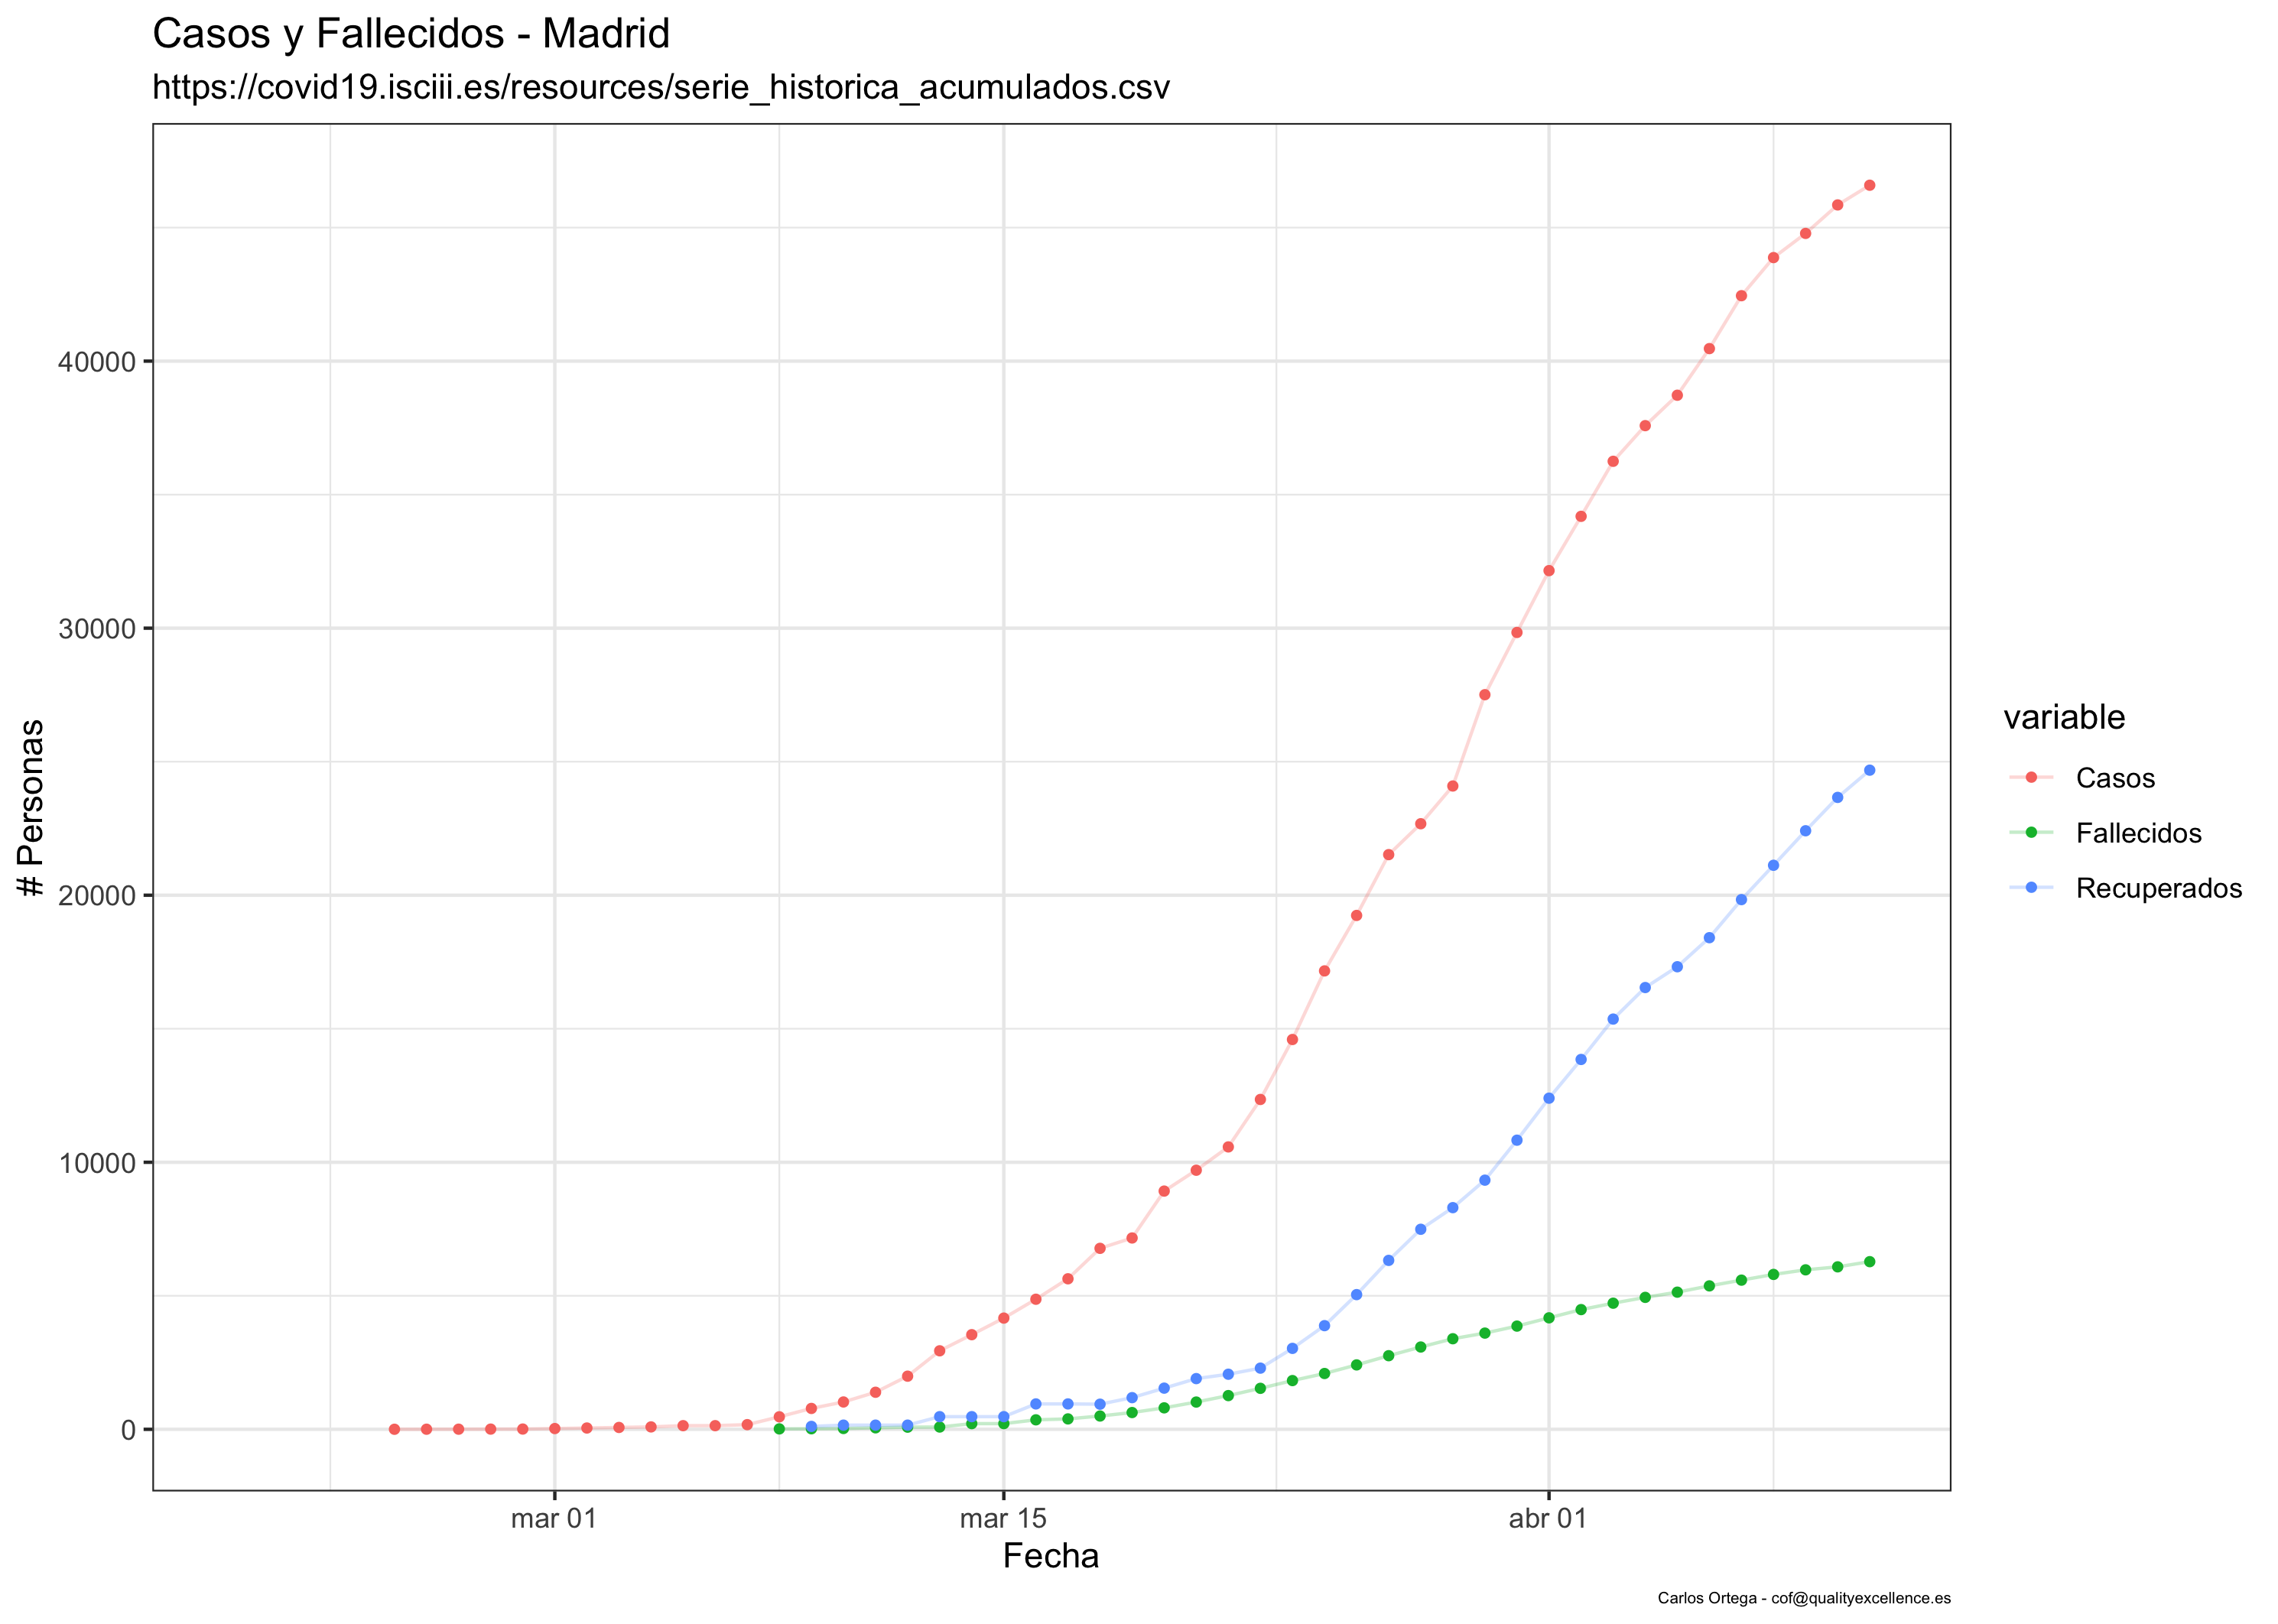 Casos y Fallecidos - Madrid
https://covid19.isciii.es/resources/serie_historica_acumulados.csv
# Personas
40000
30000
20000
10000
0
mar 01
mar 15
abr 01
Fecha
variable
Casos
Fallecidos
Recuperados
Carlos Ortega - cof@qualityexcellence.es